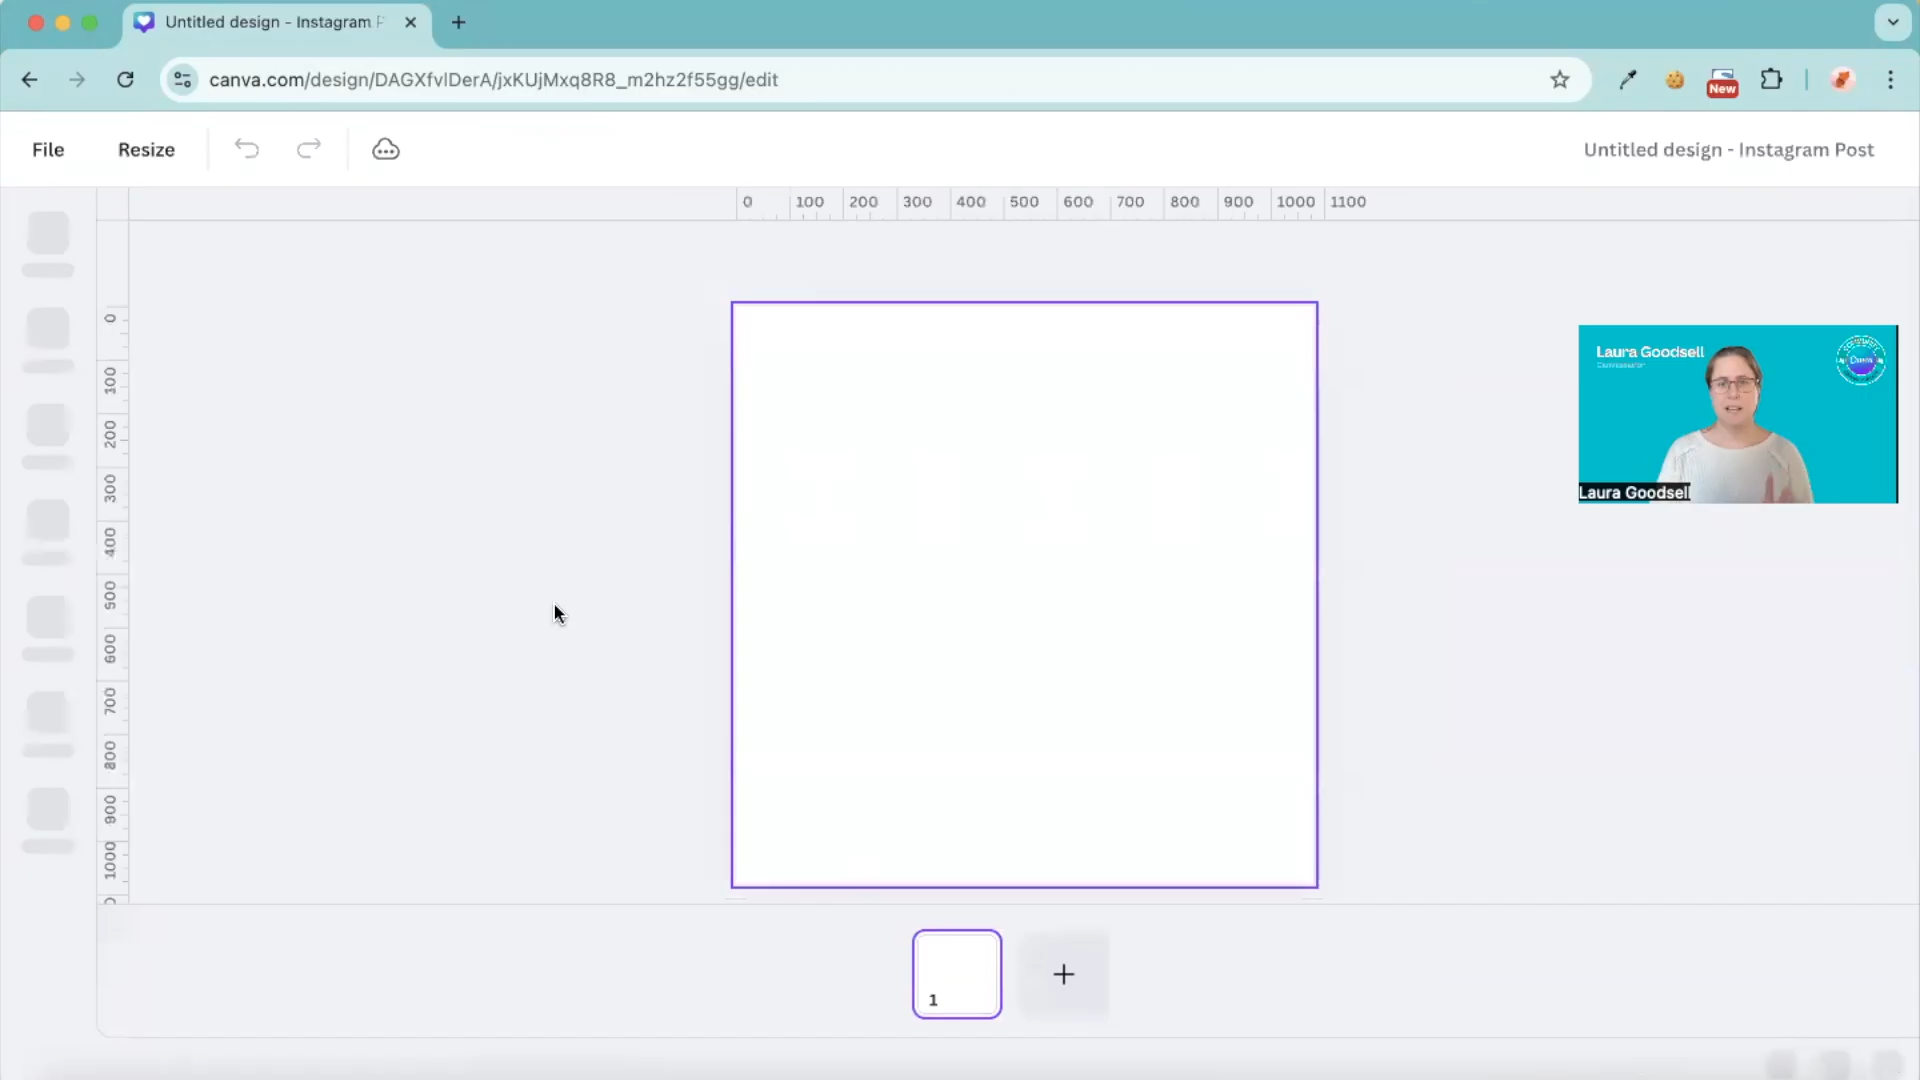 Untitled design - Instagram P
canva.com/design/DAGXfvlDerA/jxKUjMxq8R8_m2hz2f55gg/edit
New
File
Resize
Untitled design - Instagram Post
0 100 200 300 400 500 600 700 800 900 1000 1100
0
100
200
300
400
500
600
700
800
900
1000
Laura Goodsell
Canva
Laura Goodsell
1